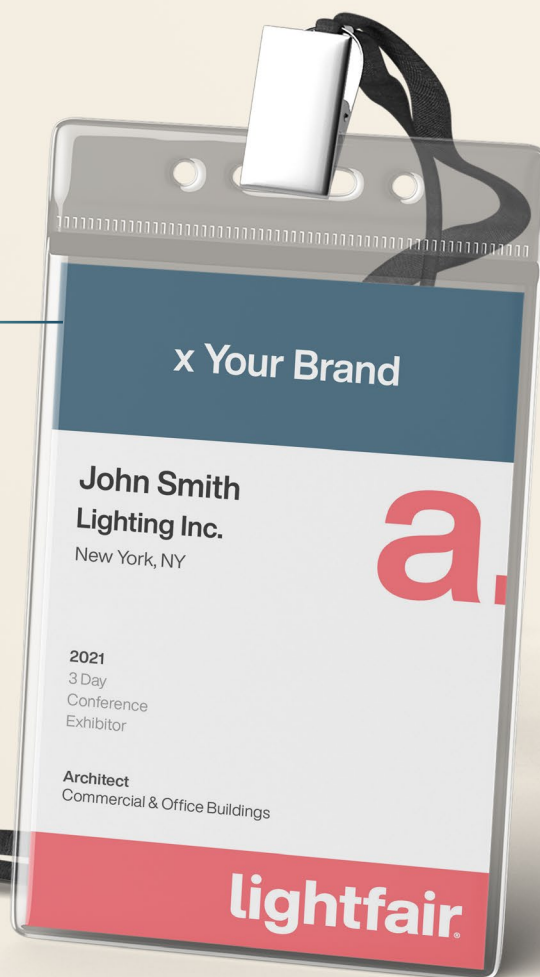 x Your Brand
John Smith
Lighting Inc.
New York, NY
a.
2021
3 Day
Conference
Exhibitor
Architect
Commercial & Office Buildings
lightfair®